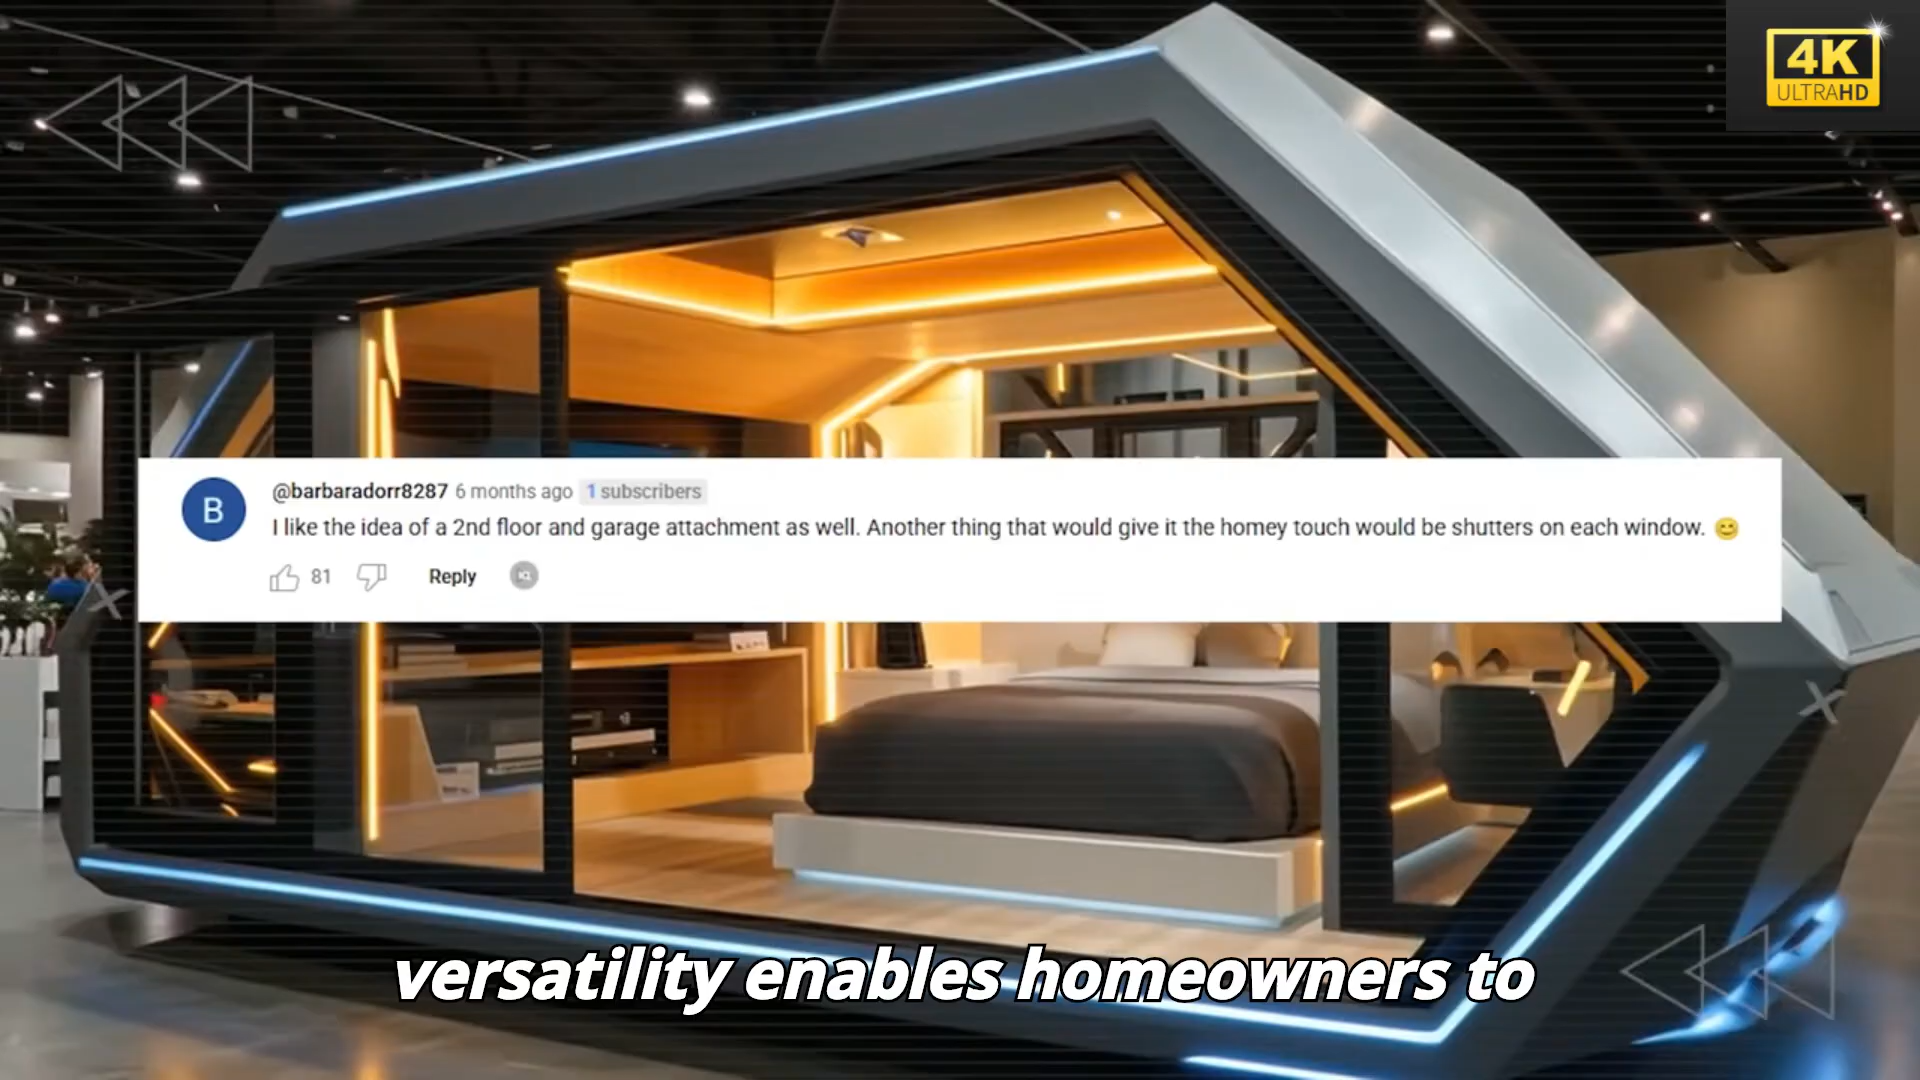 4K
ULTRAHD
B
@barbaradorr8287 6 months ago 1 subscribers
I like the idea of a 2nd floor and garage attachment as well. Another thing that would give it the homey touch would be shutters on each window. 😊
81
Reply
versatility enables homeowners to